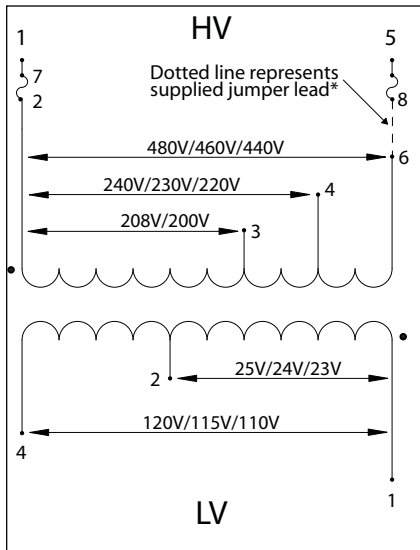 HV
1
5
7
2
Dotted line represents
supplied jumper lead*
8
480V/460V/440V
6
240V/230V/220V
4
208V/200V
3
2
25V/24V/23V
120V/115V/110V
4
1
LV